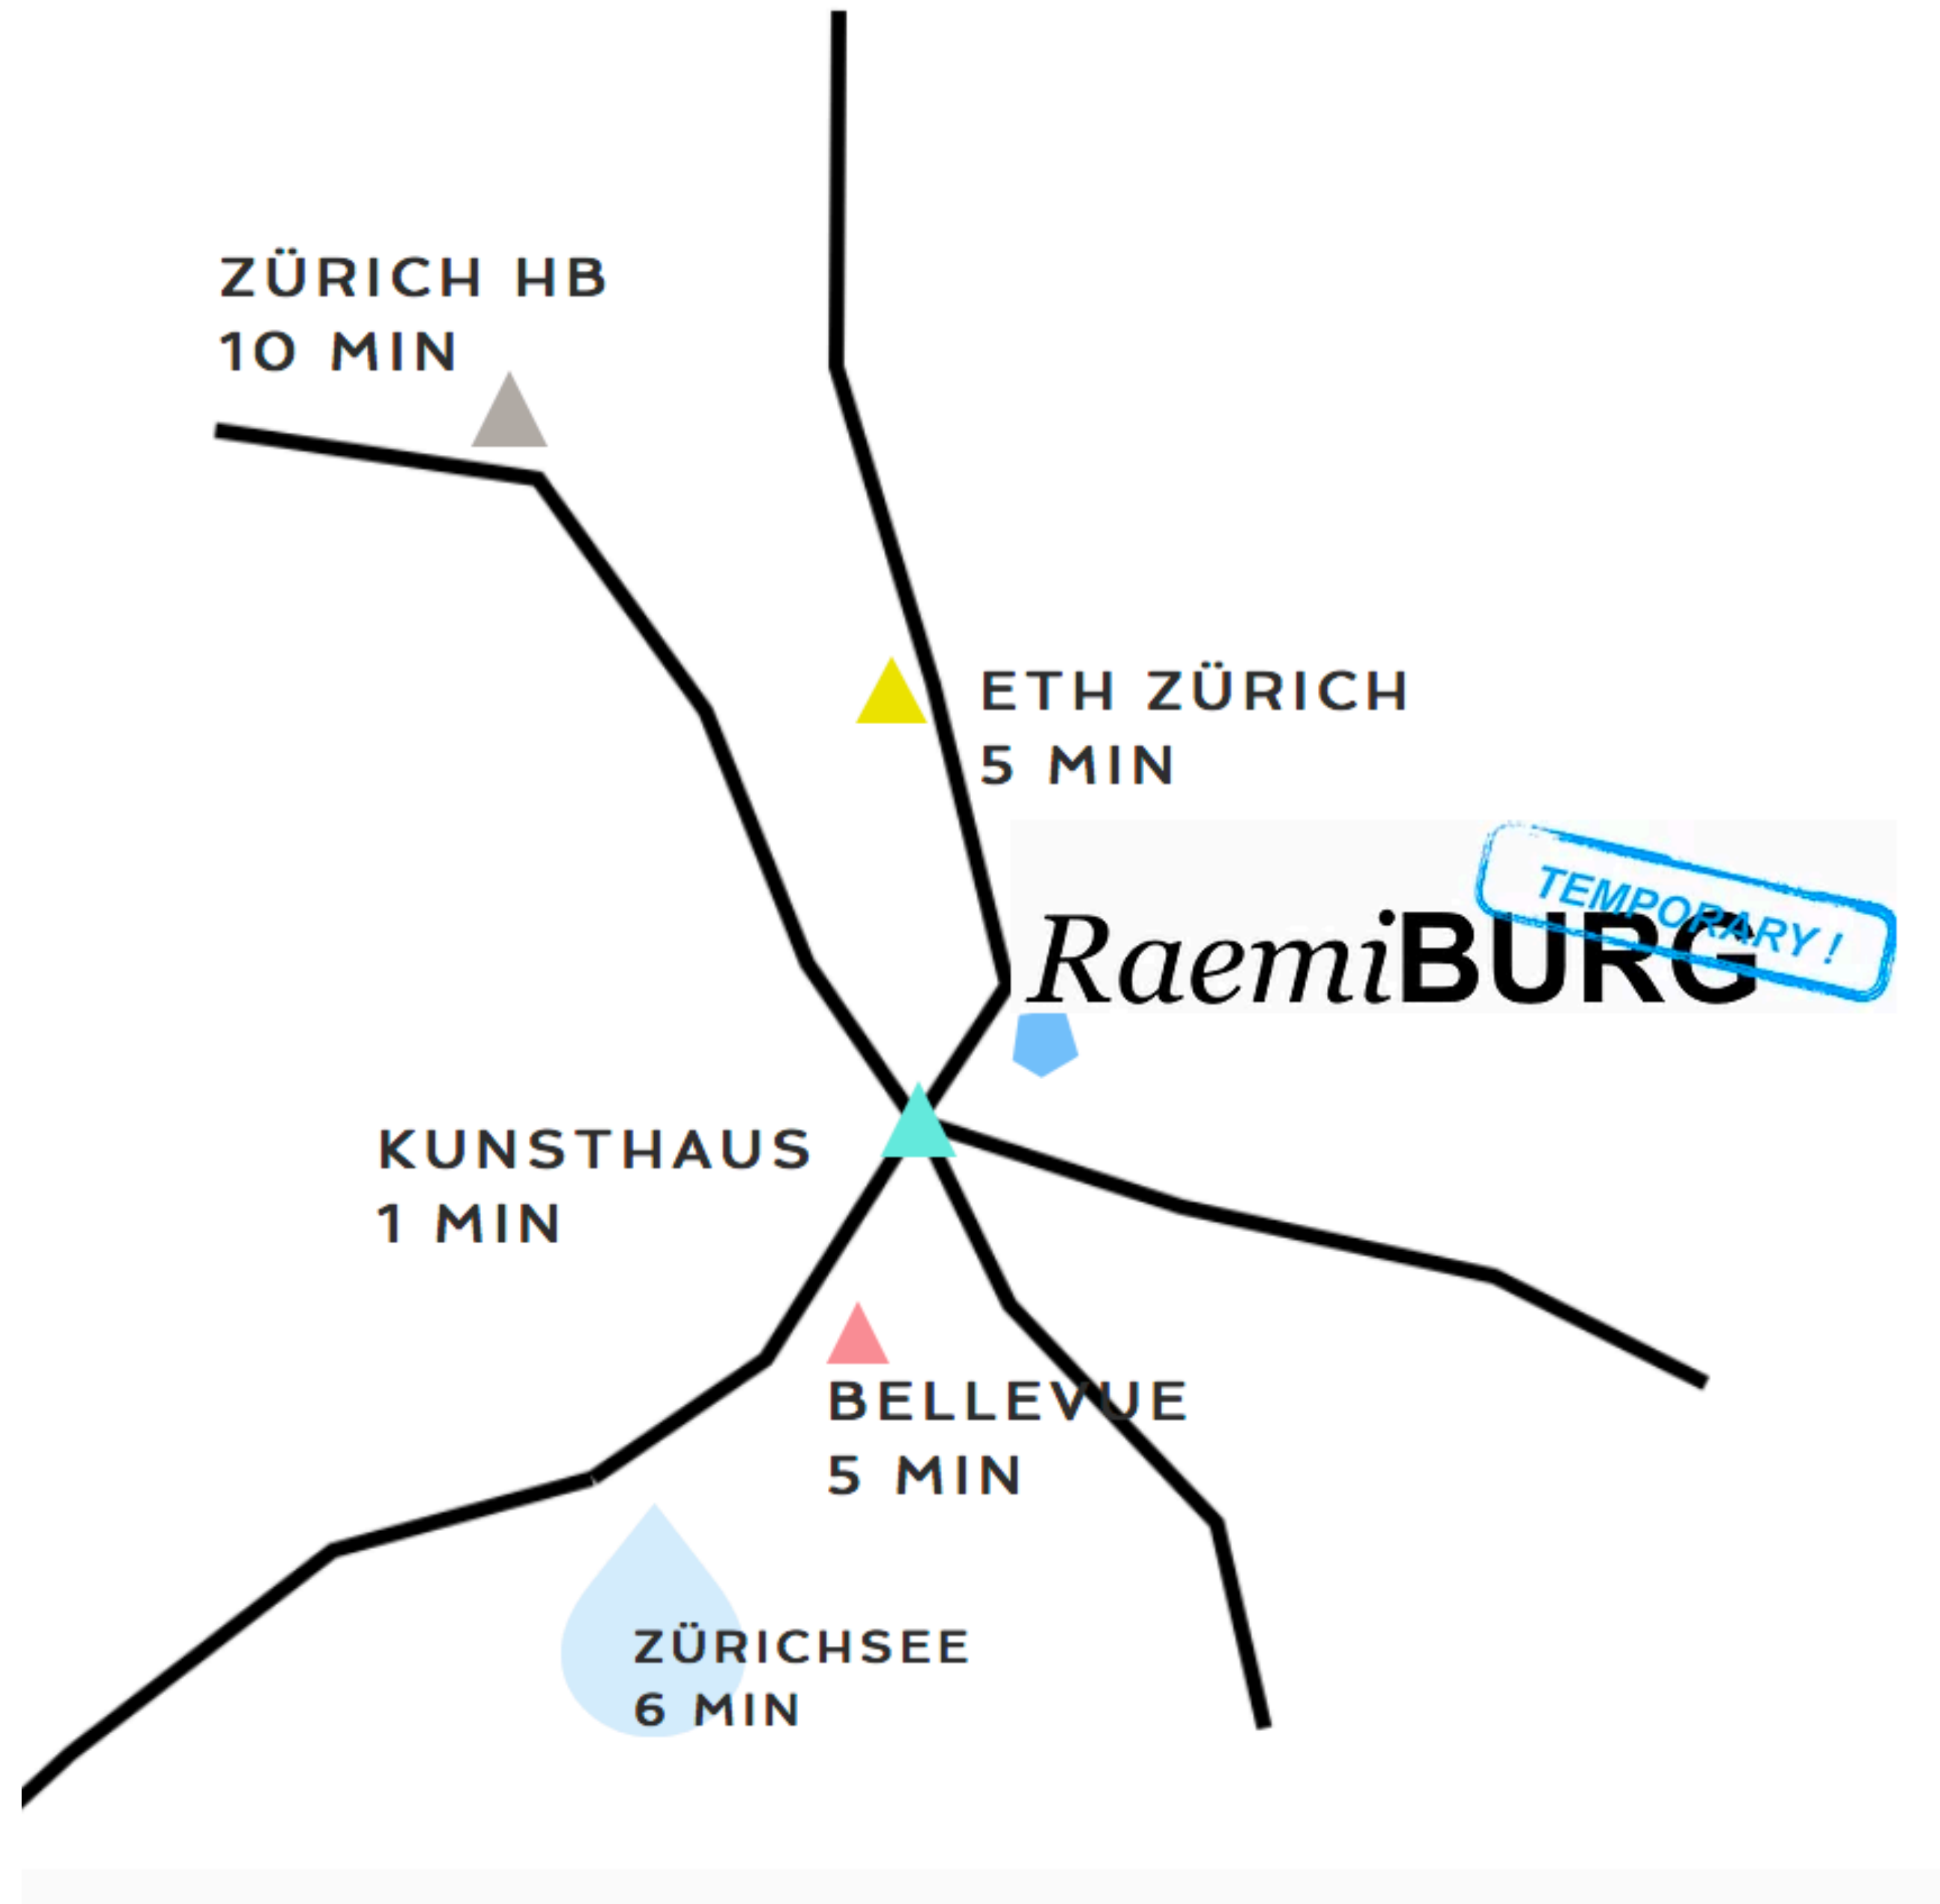 ZÜRICH HB
10 MIN
ETH ZÜRICH
5 MIN
TEMPORARY !
RaemiBURG
KUNSTHAUS
1 MIN
BELLEVUE
5 MIN
ZÜRICHSEE
6 MIN